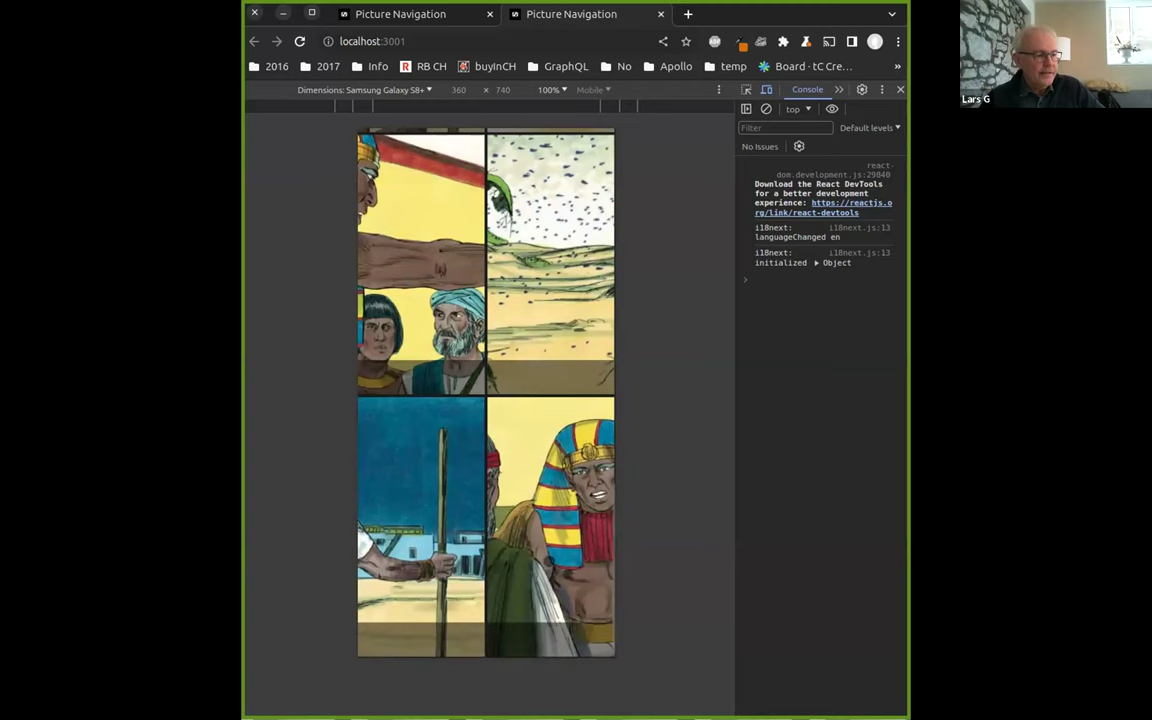 Picture Navigation
Picture Navigation
localhost:3001
2016
2017
Info
RB CH
buyInCH
GraphQL
No
Apollo
temp
Board · tC Cre…
»
Dimensions: Samsung Galaxy S8+
360 × 740
100%
Mobile
Console
»
top
Filter
Default levels
No Issues
react-
dom.development.js:29840
Download the React DevTools
for a better development
experience: https://reactjs.o
rg/link/react-devtools
i18next: i18next.js:13
languageChanged en
i18next: i18next.js:13
initialized ▶ Object
Lars G